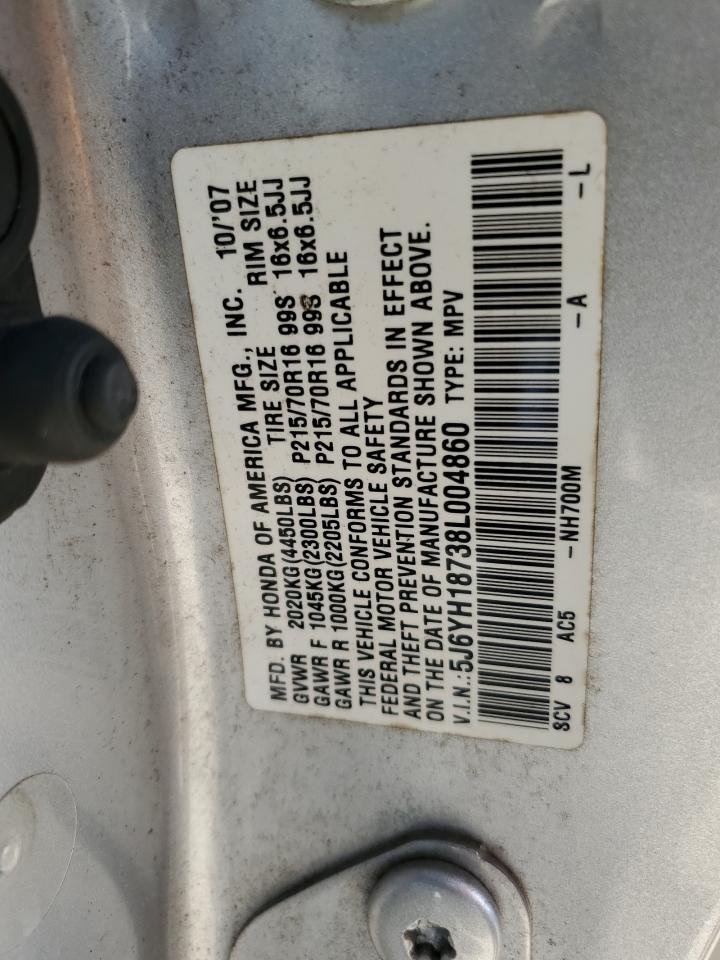 MFD. BY HONDA OF AMERICA MFG., INC. 10/'07
TIRE SIZE RIM SIZE
GVWR 2020KG(4450LBS)
GAWR F 1045KG(2300LBS) P215/70R16 99S 16x6.5JJ
GAWR R 1000KG(2205LBS) P215/70R16 99S 16x6.5JJ
THIS VEHICLE CONFORMS TO ALL APPLICABLE
FEDERAL MOTOR VEHICLE SAFETY
AND THEFT PREVENTION STANDARDS IN EFFECT
ON THE DATE OF MANUFACTURE SHOWN ABOVE.
V.I.N.:5J6YH18738L004860 TYPE: MPV
SCV 8 AC5 -NH700M -A -L